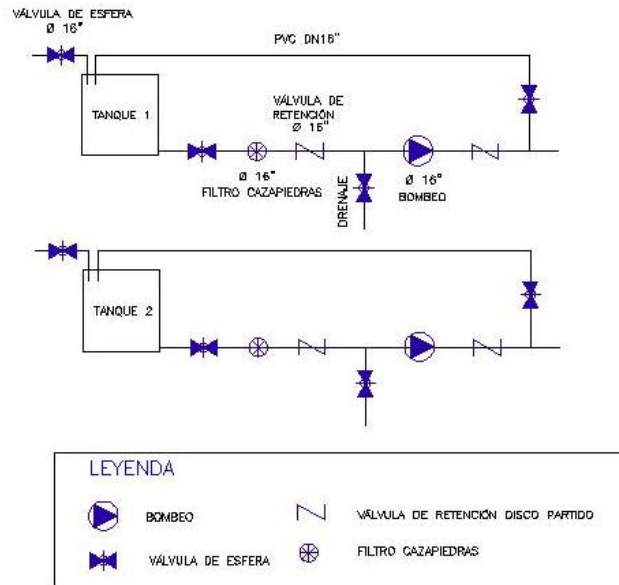 VÁLVULA DE ESFERA
Ø 16"
PVC DN16"
TANQUE 1
VÁLVULA DE
RETENCIÓN
Ø 16"
Ø 16"
FILTRO CAZAPIEDRAS
DRENAJE
Ø 16"
BOMBEO
TANQUE 2
LEYENDA
BOMBEO
VÁLVULA DE RETENCIÓN DISCO PARTIDO
VÁLVULA DE ESFERA
FILTRO CAZAPIEDRAS